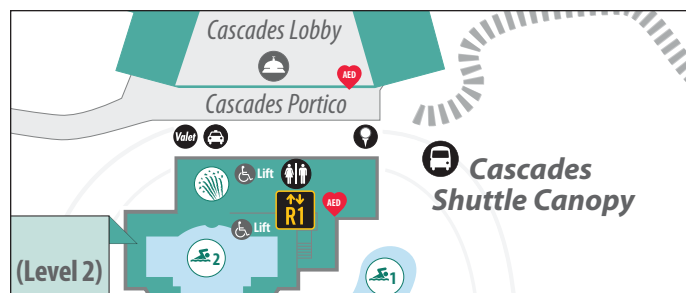 Cascades Lobby
AED
Cascades Portico
Valet
Cascades
Shuttle Canopy
Lift
R1
AED
Lift
2
(Level 2)
1